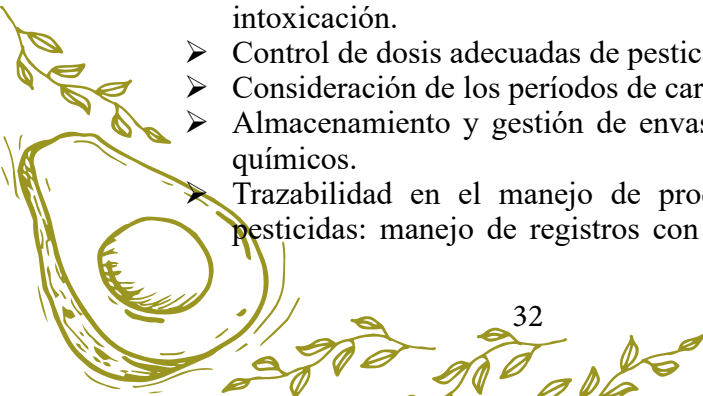 intoxicación.
➢ Control de dosis adecuadas de pestic
➢ Consideración de los períodos de car
➢ Almacenamiento y gestión de envas
químicos.
➢ Trazabilidad en el manejo de prod
pesticidas: manejo de registros con
32